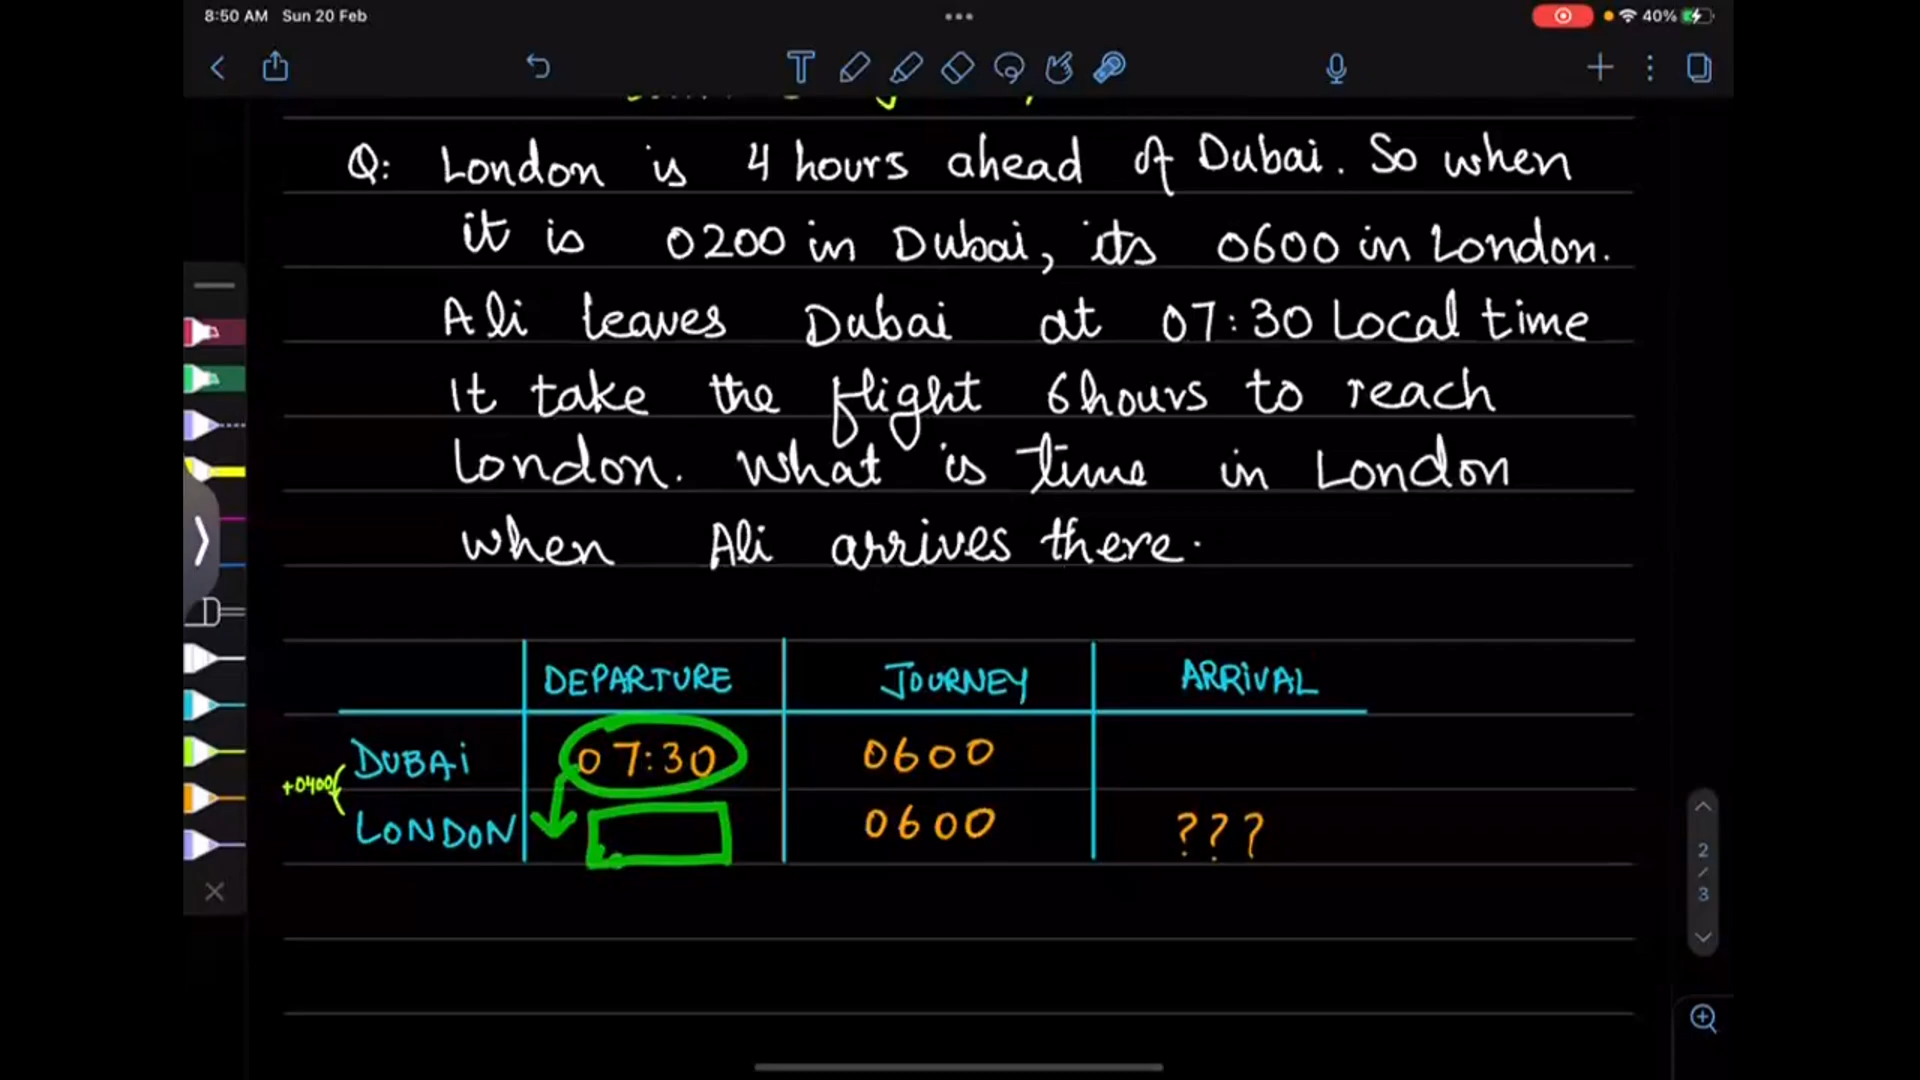 8:50 AM Sun 20 Feb
40%
Q: London is 4 hours ahead of Dubai. So when
it is 0200 in Dubai, its 0600 in London.
Ali leaves Dubai at 07:30 Local time
It take the flight 6hours to reach
London. What is time in London
when Ali arrives there.
DEPARTURE JOURNEY ARRIVAL
DUBAI 07:30 0600
+0400
LONDON 0600 ???
2
/
3